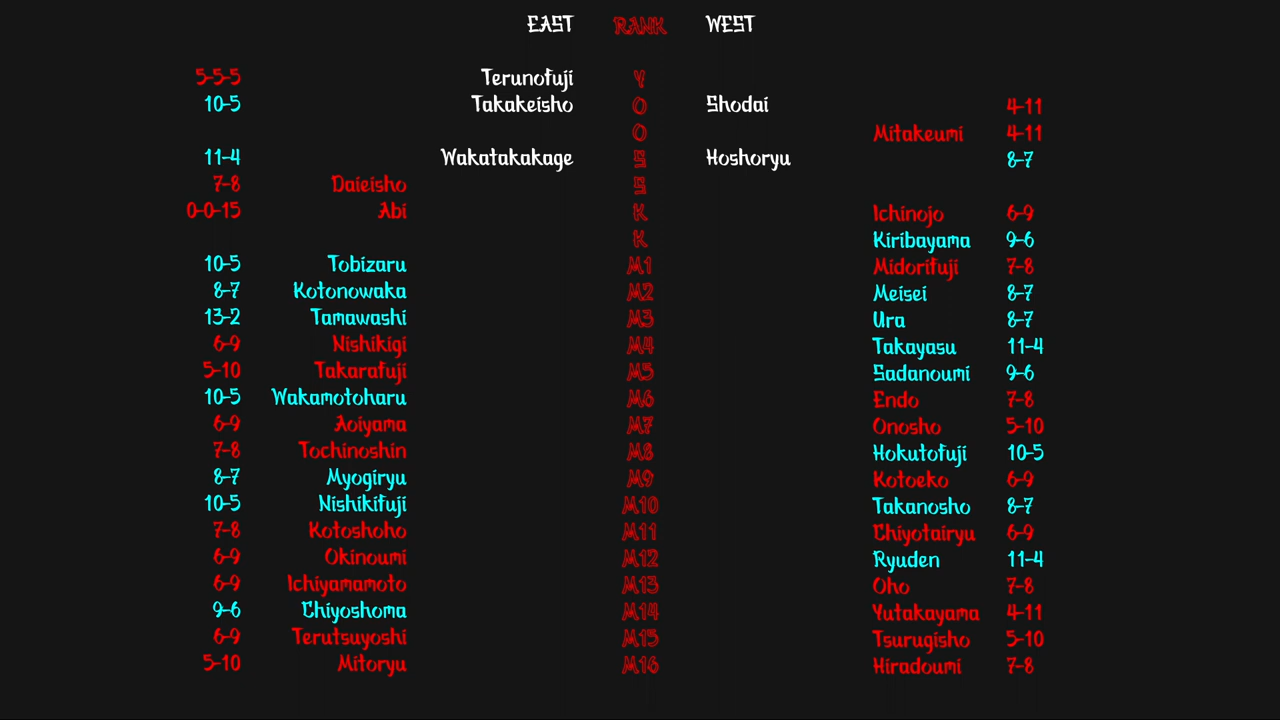 EAST RANK WEST
5-5-5 Terunofuji Y
10-5 Takakeisho O Shodai 4-11
O Mitakeumi 4-11
11-4 Wakatakakage S Hoshoryu 8-7
7-8 Daieisho S
0-0-15 Abi K Ichinojo 6-9
K Kiribayama 9-6
10-5 Tobizaru M1 Midorifuji 7-8
8-7 Kotonowaka M2 Meisei 8-7
13-2 Tamawashi M3 Ura 8-7
6-9 Nishikigi M4 Takayasu 11-4
5-10 Takarafuji M5 Sadanoumi 9-6
10-5 Wakamotoharu M6 Endo 7-8
6-9 Aoiyama M7 Onosho 5-10
7-8 Tochinoshin M8 Hokutofuji 10-5
8-7 Myogiryu M9 Kotoeko 6-9
10-5 Nishikifuji M10 Takanosho 8-7
7-8 Kotoshoho M11 Chiyotairyu 6-9
6-9 Okinoumi M12 Ryuden 11-4
6-9 Ichiyamamoto M13 Oho 7-8
9-6 Chiyoshoma M14 Yutakayama 4-11
6-9 Terutsuyoshi M15 Tsurugisho 5-10
5-10 Mitoryu M16 Hiradoumi 7-8